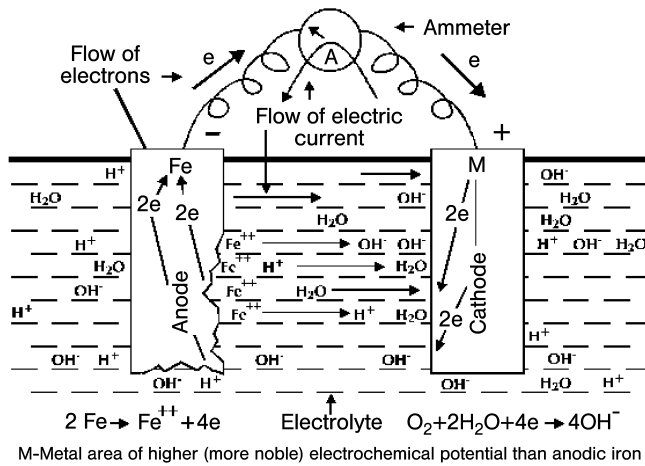 Ammeter
Flow of electrons
e
e
A
Flow of electric current
−
+
Fe
M
H⁺
OH⁻
H₂O
2e
2e
OH⁻
H₂O
2e
H₂O
H₂O
H⁺
Fe⁺⁺
OH⁻
OH⁻
H⁺
OH⁻
H₂O
H₂O
Fe⁺⁺
H⁺
H₂O
Anode
Cathode
OH⁻
Fe⁺⁺
H₂O
H⁺
Fe⁺⁺
H⁺
H₂O
2e
H⁺
OH⁻
H⁺
OH⁻
OH⁻
OH⁻
OH⁻
H⁺
OH⁻
H₂O
H⁺
2 Fe→ Fe⁺⁺ +4e
Electrolyte
O₂+2H₂O+4e →4OH⁻
M-Metal area of higher (more noble) electrochemical potential than anodic iron